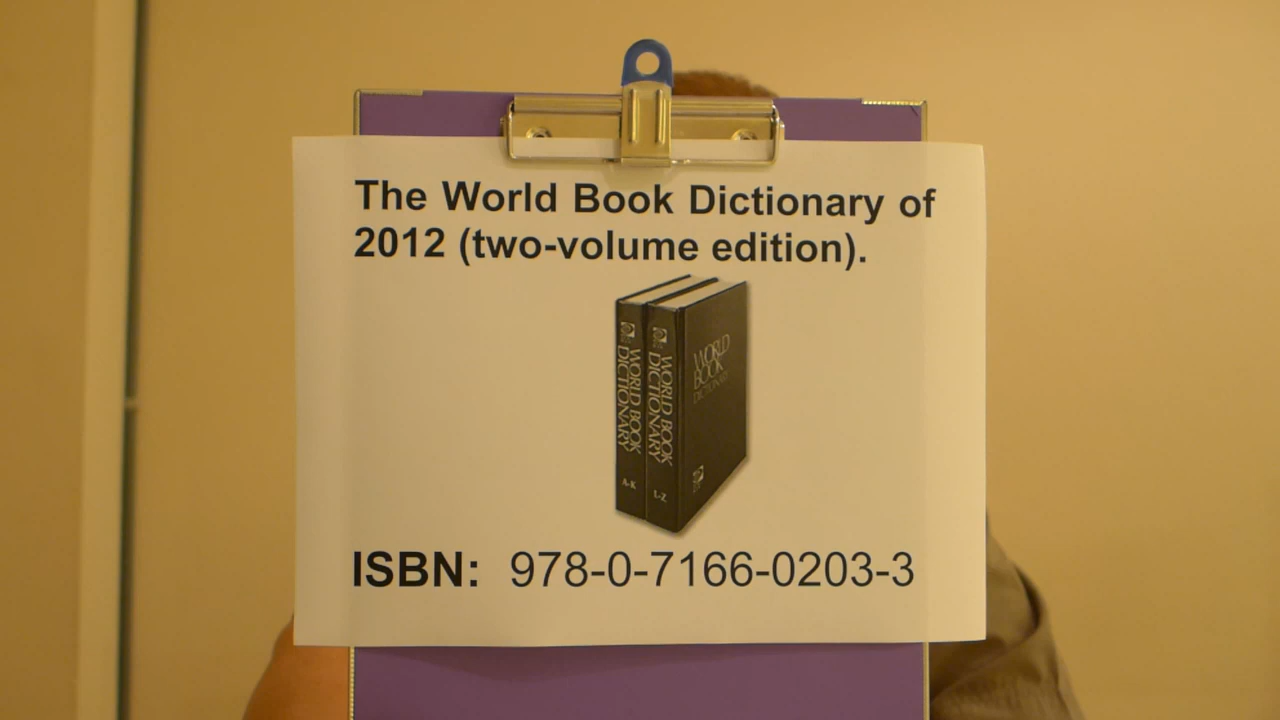 The World Book Dictionary of
2012 (two-volume edition).
WORLD BOOK
DICTIONARY
A-K
WORLD BOOK
DICTIONARY
L-Z
WORLD
BOOK
DICTIONARY
ISBN: 978-0-7166-0203-3